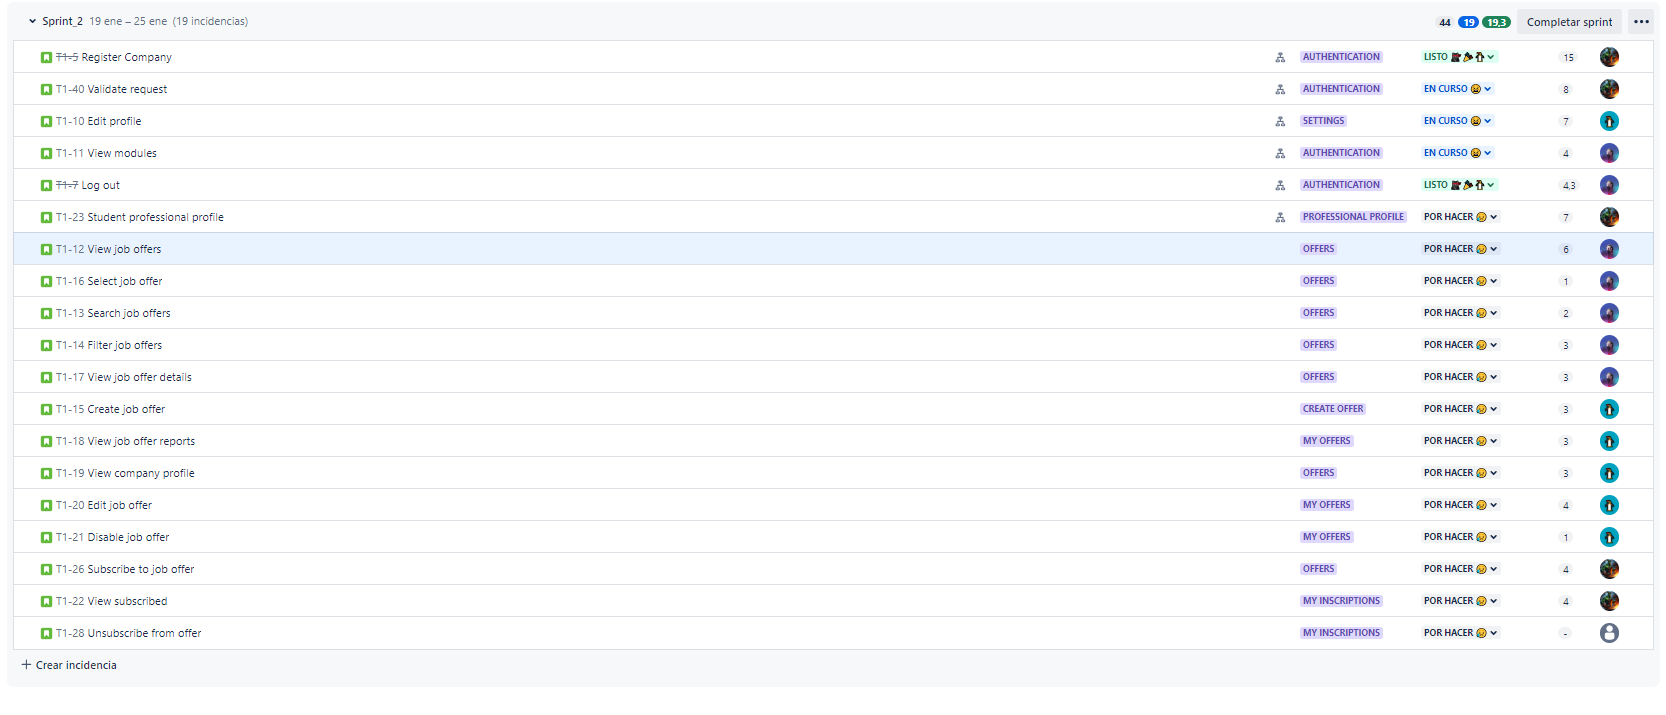 Sprint_2 19 ene – 25 ene (19 incidencias) 44 19 19,3 Completar sprint
T1-5 Register Company AUTHENTICATION LISTO 15
T1-40 Validate request AUTHENTICATION EN CURSO 8
T1-10 Edit profile SETTINGS EN CURSO 7
T1-11 View modules AUTHENTICATION EN CURSO 4
T1-7 Log out AUTHENTICATION LISTO 4,3
T1-23 Student professional profile PROFESSIONAL PROFILE POR HACER 7
T1-12 View job offers OFFERS POR HACER 6
T1-16 Select job offer OFFERS POR HACER 1
T1-13 Search job offers OFFERS POR HACER 2
T1-14 Filter job offers OFFERS POR HACER 3
T1-17 View job offer details OFFERS POR HACER 3
T1-15 Create job offer CREATE OFFER POR HACER 3
T1-18 View job offer reports MY OFFERS POR HACER 3
T1-19 View company profile OFFERS POR HACER 3
T1-20 Edit job offer MY OFFERS POR HACER 4
T1-21 Disable job offer MY OFFERS POR HACER 1
T1-26 Subscribe to job offer OFFERS POR HACER 4
T1-22 View subscribed MY INSCRIPTIONS POR HACER 4
T1-28 Unsubscribe from offer MY INSCRIPTIONS POR HACER -
+ Crear incidencia